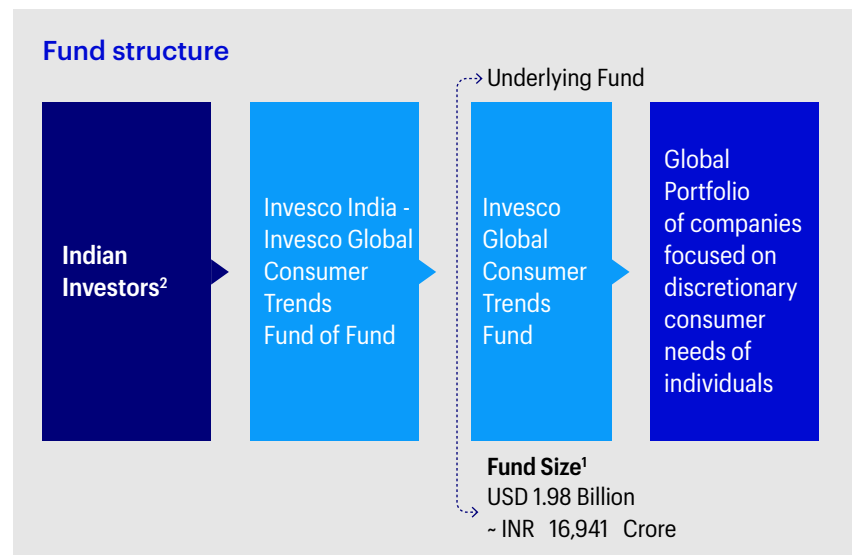 Fund structure
Underlying Fund
Indian
Investors²
Invesco India -
Invesco Global
Consumer
Trends
Fund of Fund
Invesco
Global
Consumer
Trends
Fund
Global
Portfolio
of companies
focused on
discretionary
consumer
needs of
individuals
Fund Size¹
USD 1.98 Billion
~ INR 16,941 Crore